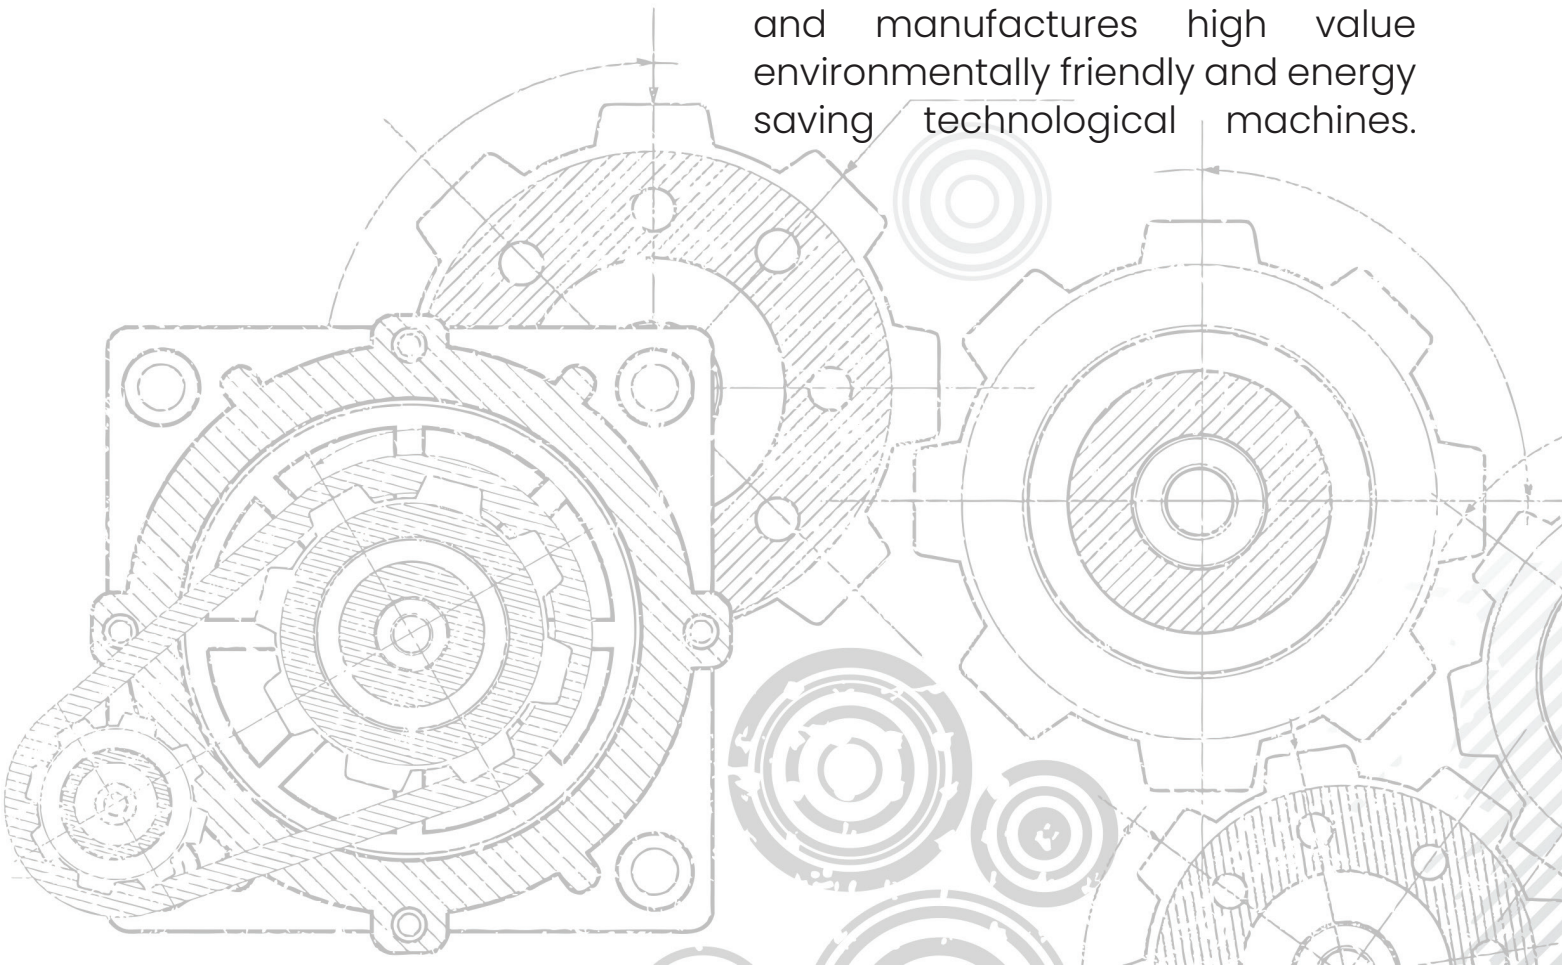 and manufactures high value
environmentally friendly and energy
saving technological machines.